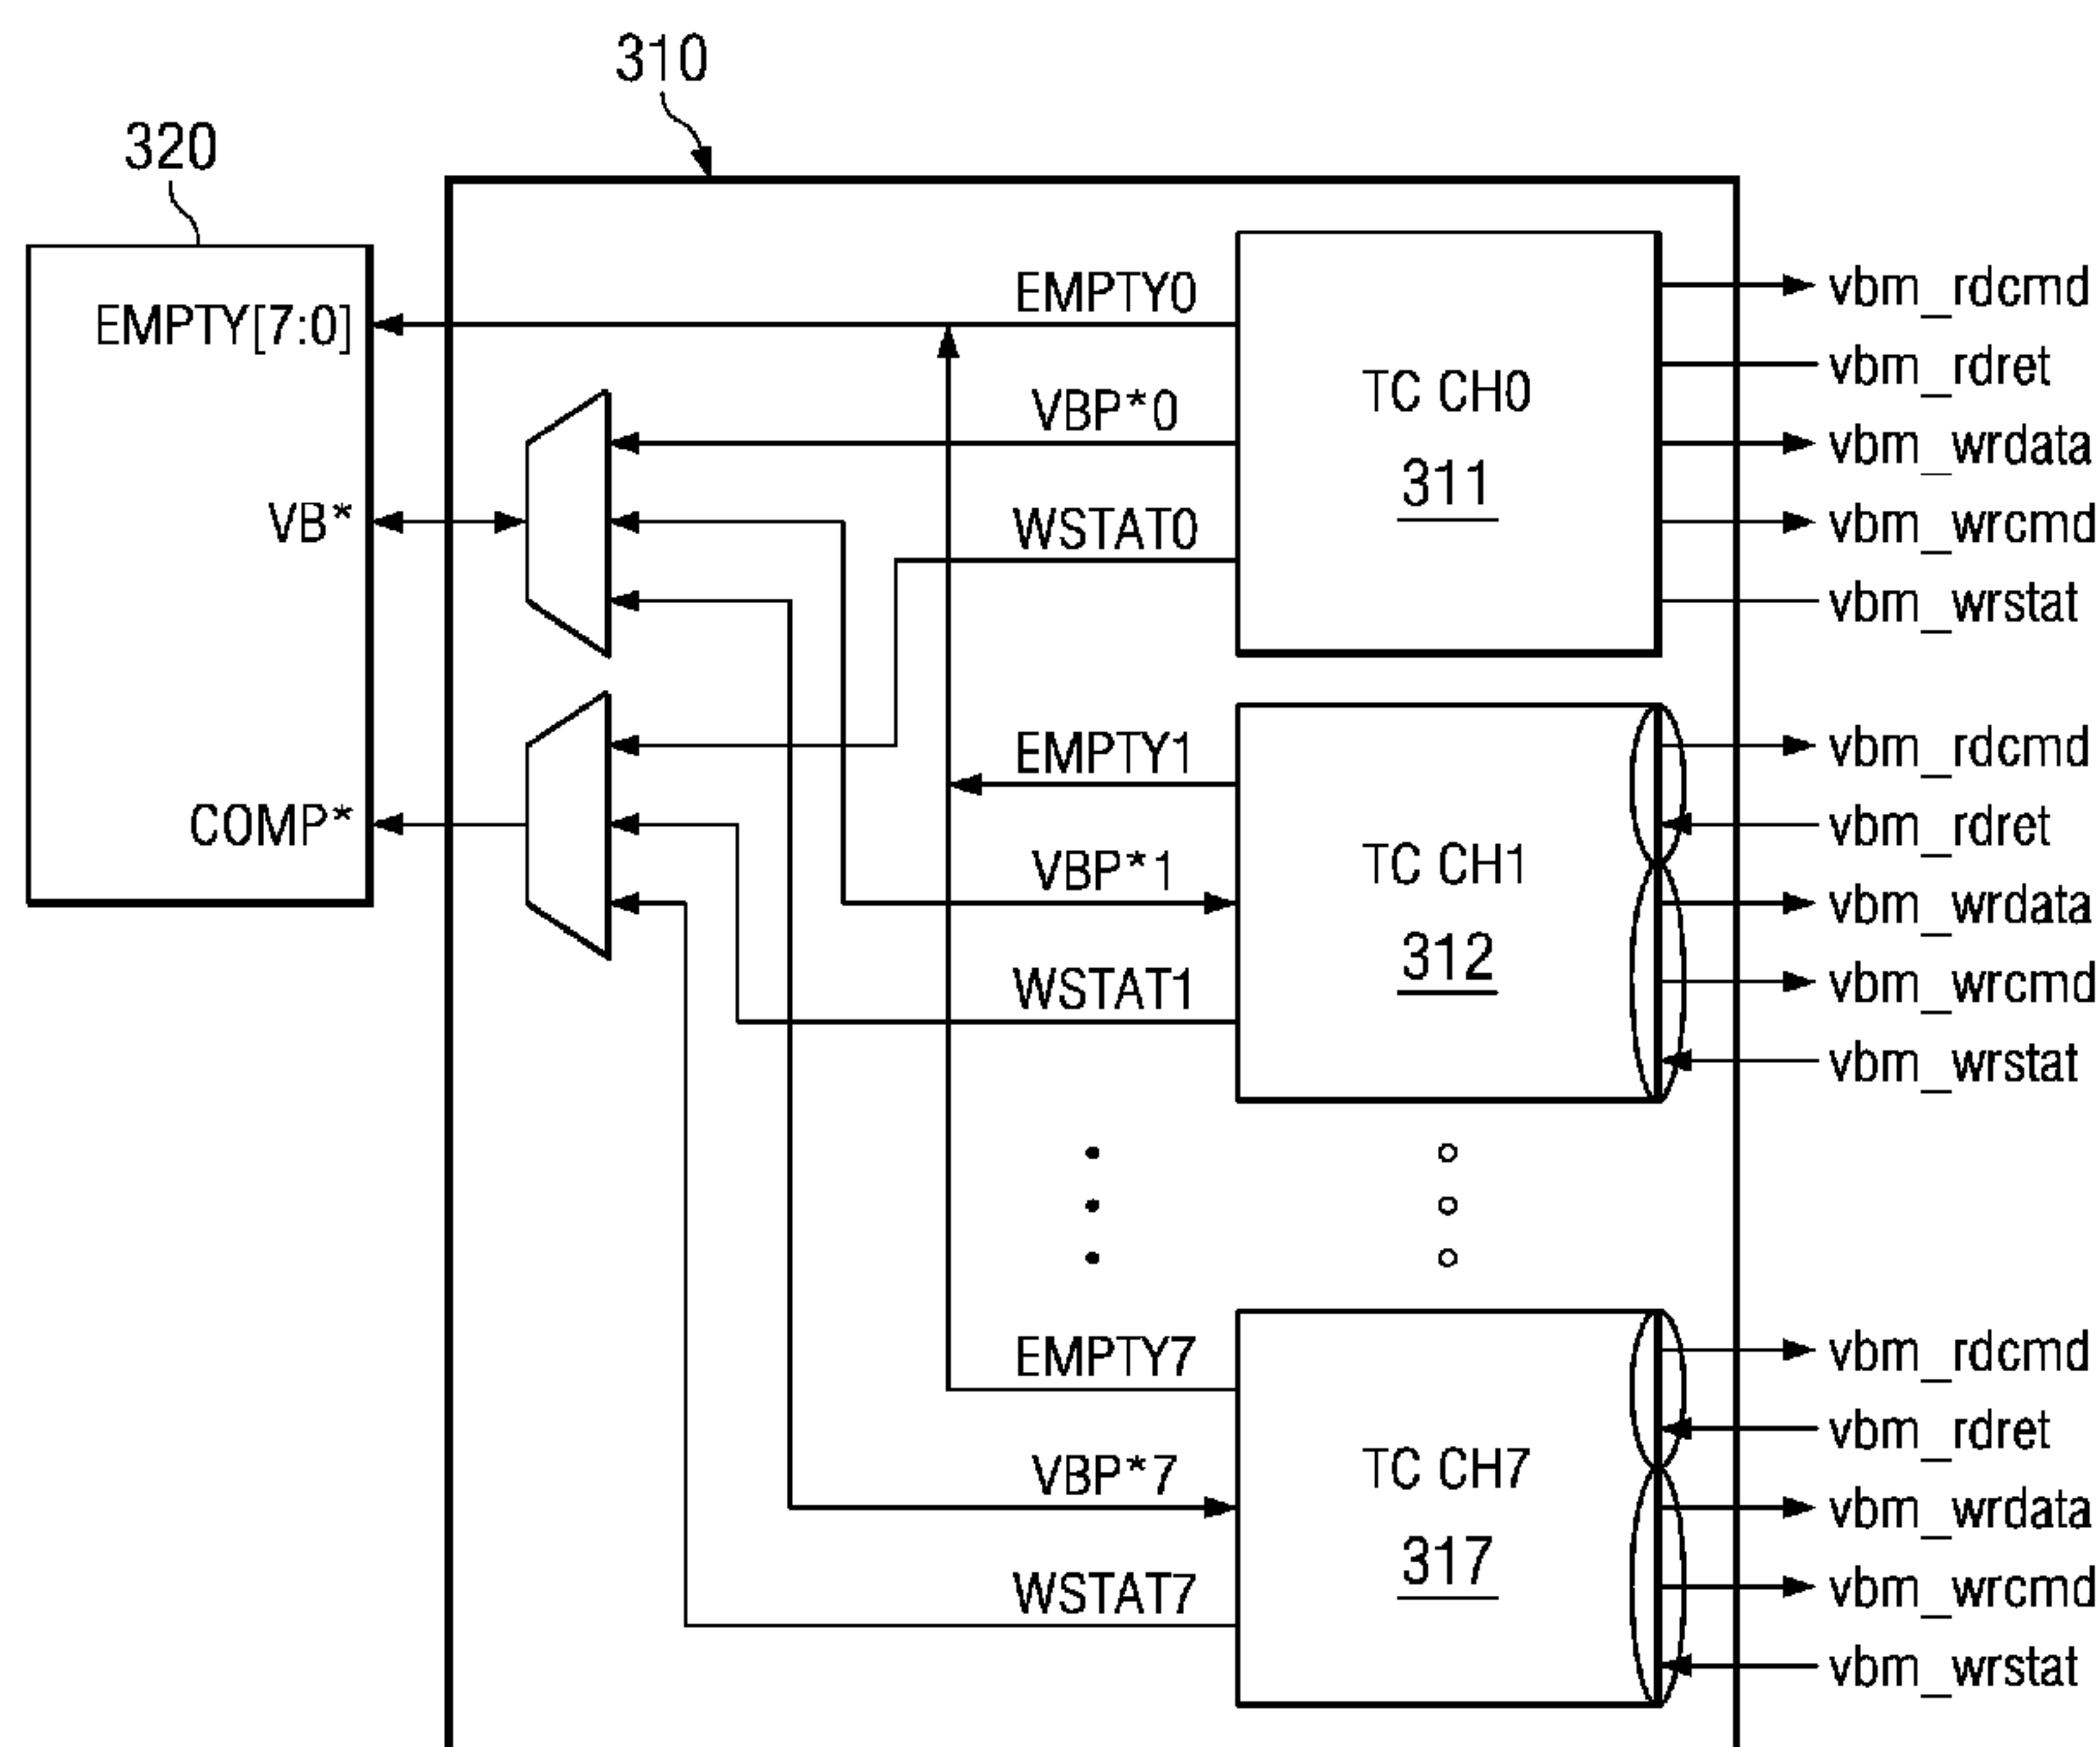 310
320
EMPTY[7:0]
VB*
COMP*
EMPTY0
VBP*0
WSTAT0
TC CH0
311
vbm_rdcmd
vbm_rdret
vbm_wrdata
vbm_wrcmd
vbm_wrstat
EMPTY1
VBP*1
WSTAT1
TC CH1
312
vbm_rdcmd
vbm_rdret
vbm_wrdata
vbm_wrcmd
vbm_wrstat
EMPTY7
VBP*7
WSTAT7
TC CH7
317
vbm_rdcmd
vbm_rdret
vbm_wrdata
vbm_wrcmd
vbm_wrstat